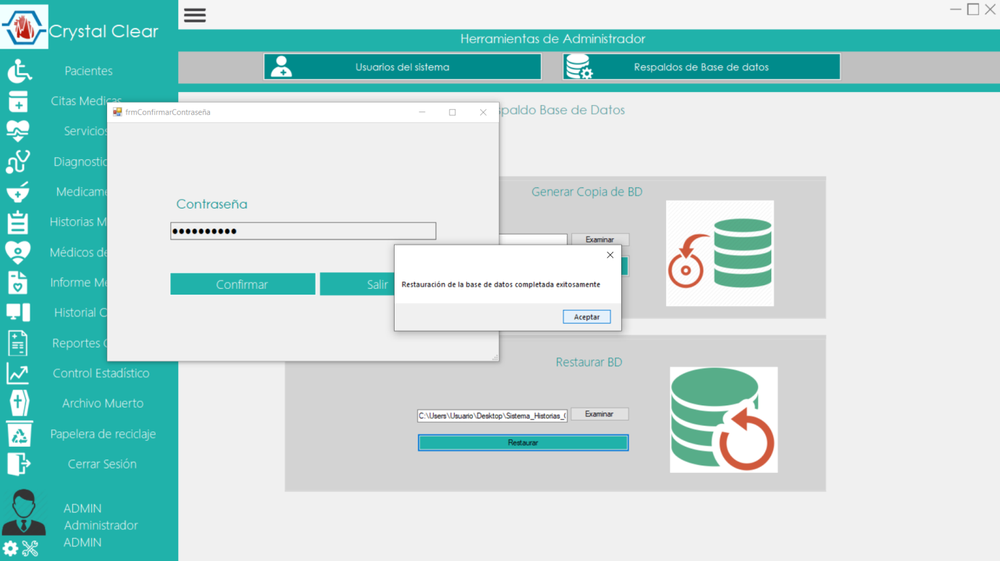 Crystal Clear
Herramientas de Administrador
Usuarios del sistema
Respaldos de Base de datos
Pacientes
Citas Medicas
Servicios
Diagnostic
Medicame
Historias M
Médicos de
Informe Me
Historial C
Reportes
Control Estadístico
Archivo Muerto
Papelera de reciclaje
Cerrar Sesión
ADMIN
Administrador
ADMIN
spaldo Base de Datos
frmConfirmarContraseña
Contraseña
Confirmar
Salir
Generar Copia de BD
Examinar
Restauración de la base de datos completada exitosamente
Aceptar
Restaurar BD
C:\Users\Usuario\Desktop\Sistema_Historias_(
Examinar
Restaurar